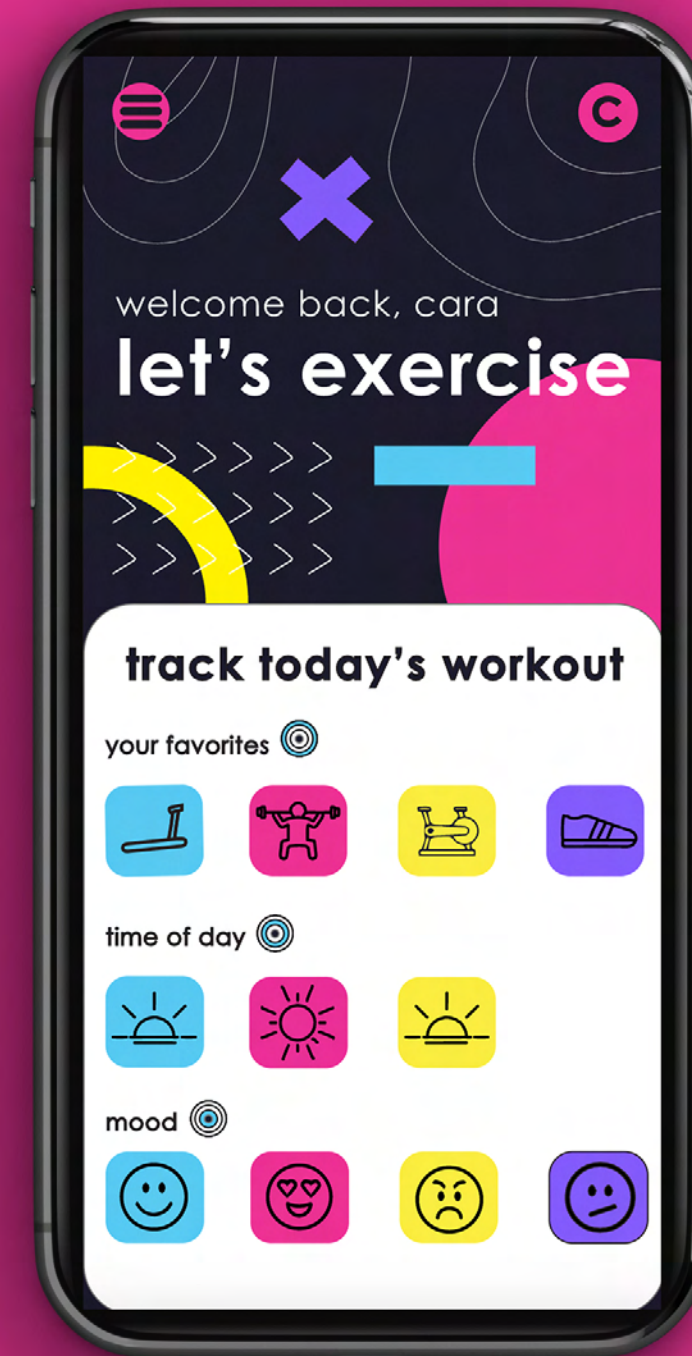 C
welcome back, cara
let's exercise
track today's workout
your favorites
time of day
mood